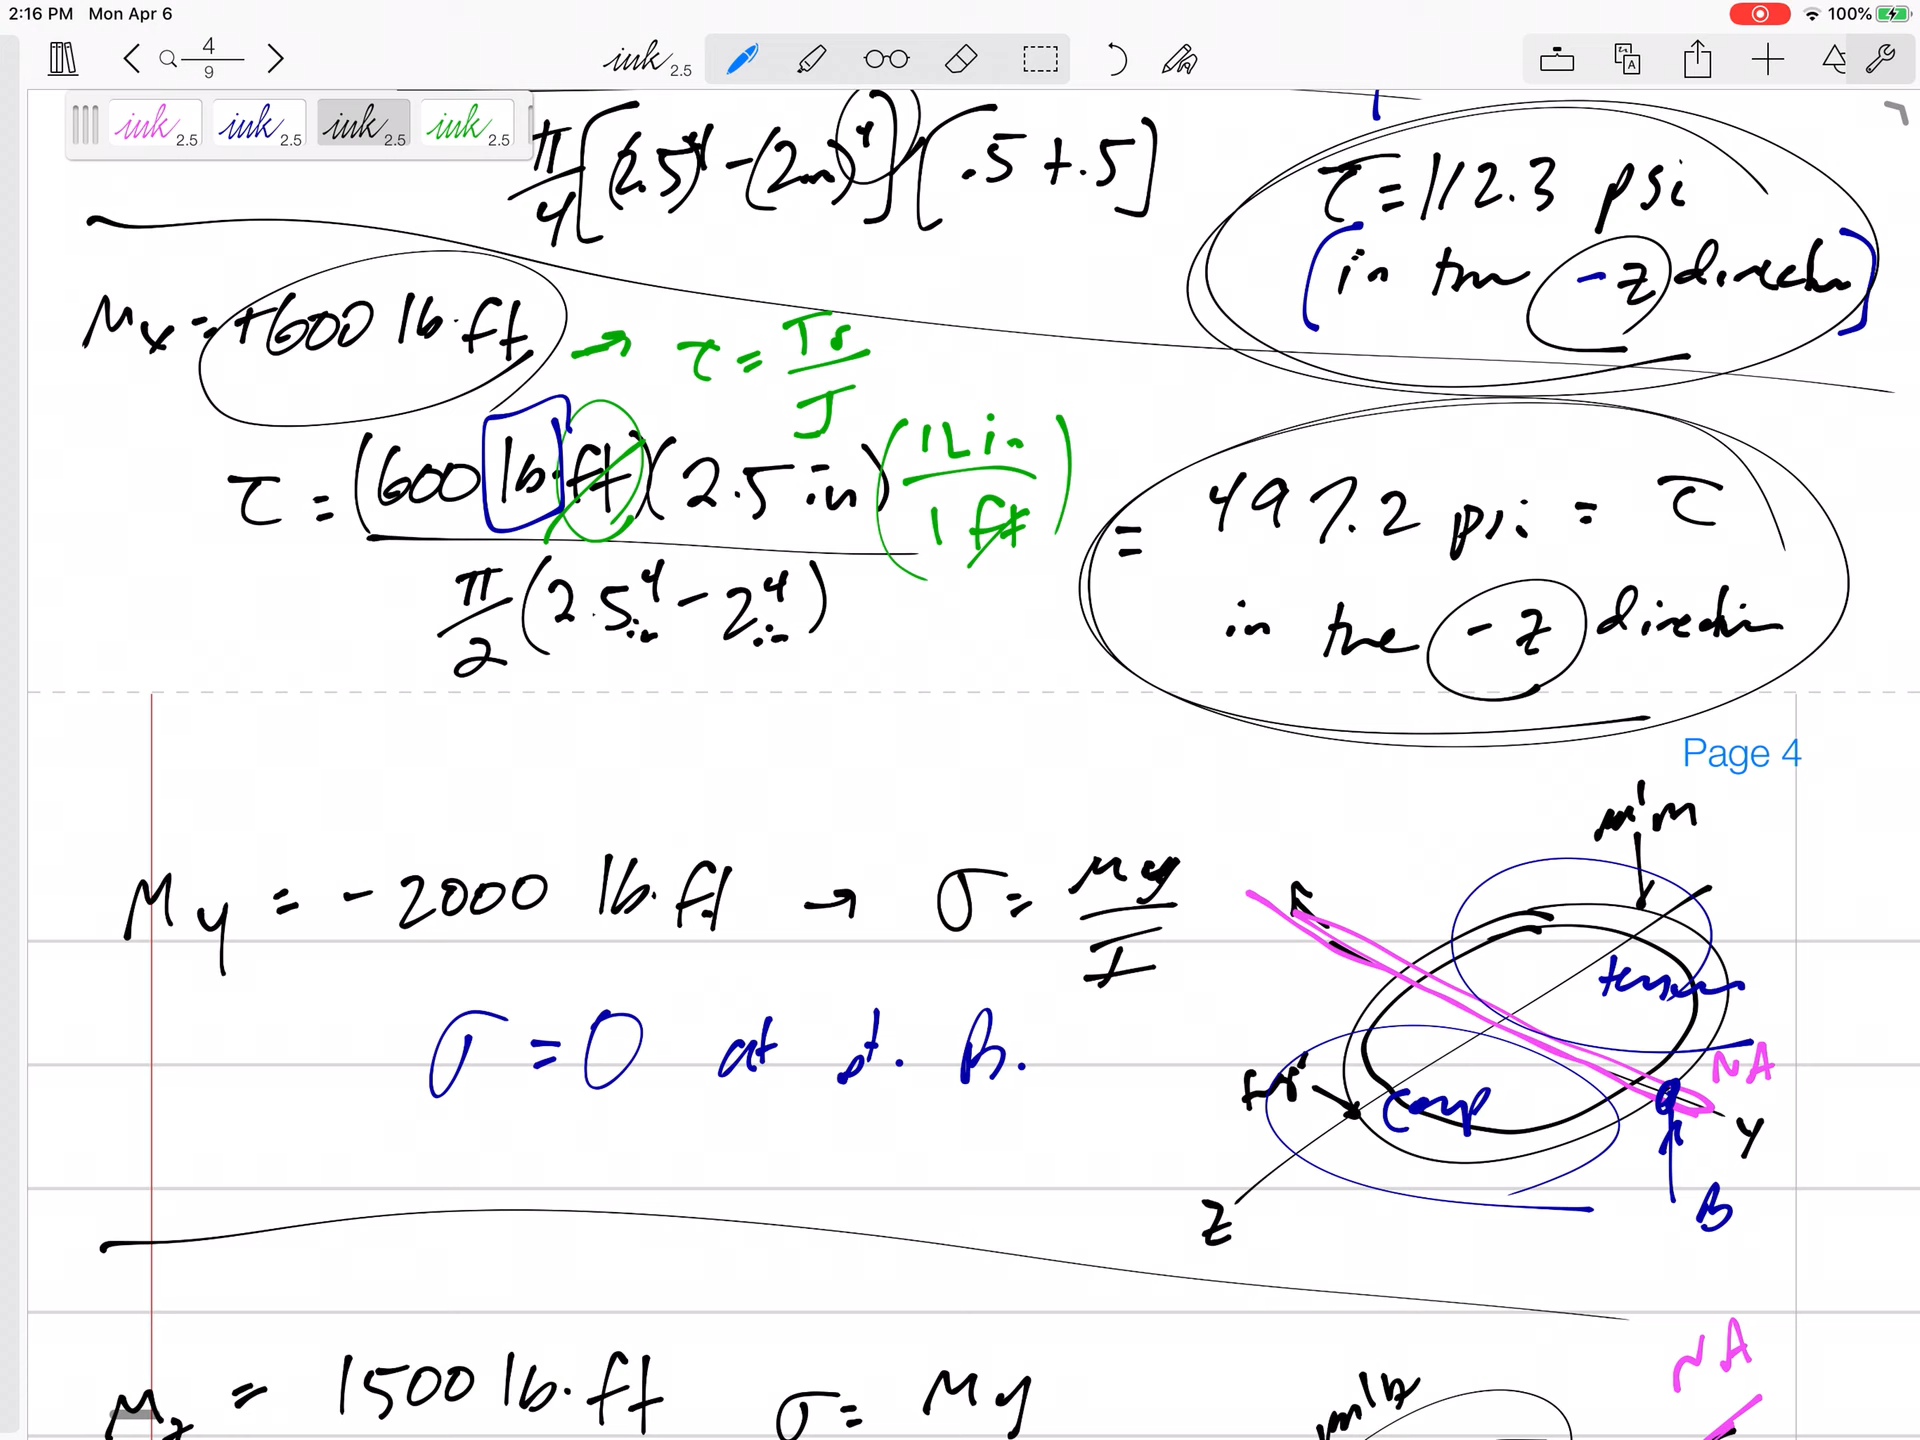 2:16 PM Mon Apr 6
100%
4
9
ink 2.5
ink 2.5 ink 2.5 ink 2.5 ink 2.5
π/4 [(2.5)⁴ - (2in)⁴] [.5 + .5]
τ = 112.3 psi
[in the -z direction]
Mx = +600 lb·ft → τ = Tr/J
τ = (600 lb·ft)(2.5 in)(12 in / 1 ft)
π/2 (2.5in⁴ - 2in⁴)
= 497.2 psi = τ
in the -z direction
Page 4
My = -2000 lb·ft → σ = My/I
σ = 0 at pt. B.
tension
NA
comp
y
B
z
Mz = 1500 lb·ft σ = My
NA